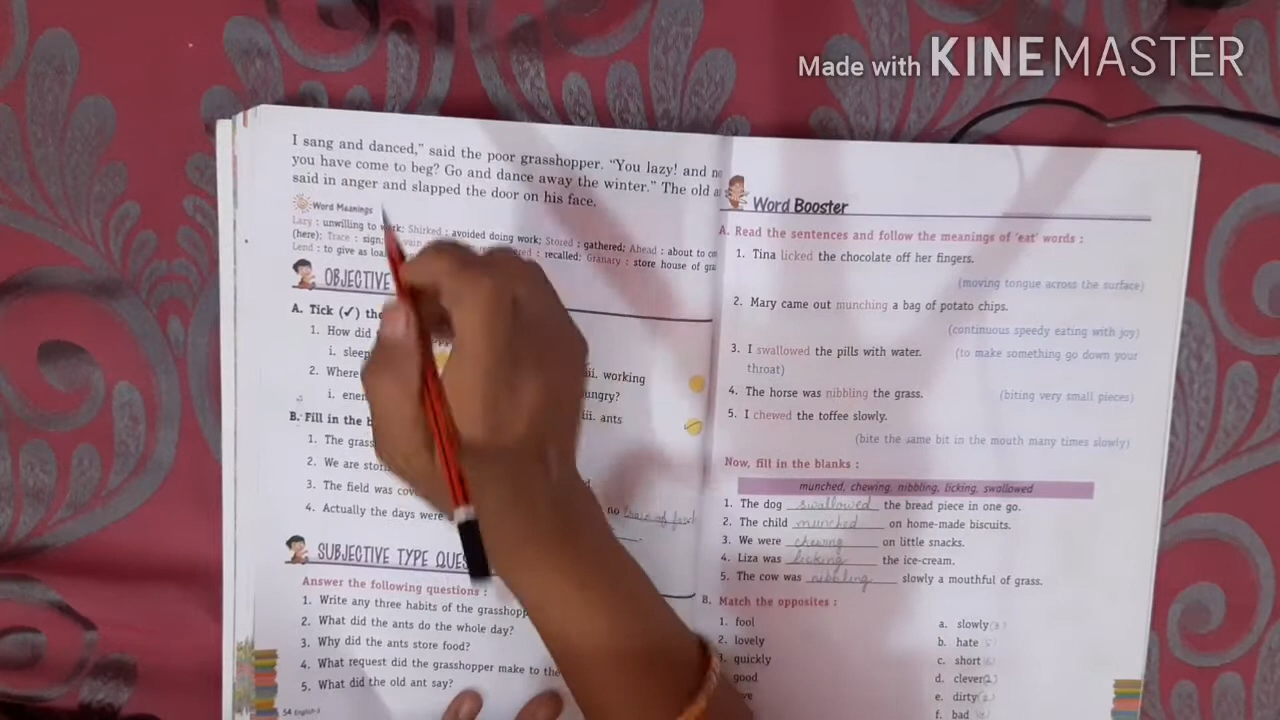 Made with KINEMASTER
I sang and danced," said the poor grasshopper. "You lazy! and
you have come to beg? Go and dance away the winter." The old
said in anger and slapped the door on his face.
Word Meanings
Lazy : unwilling to work; Shirked : avoided doing work; Stored : gathered; Ahead : about to
(here); Trace : sign; : recalled; Granary : store house of
Lend : to give as
OBJECTIVE
A. Tick (✓) the
1. How did
i.
iii. working
2. Where
i.
iii. ants
B. Fill in the
1. The
2. We are
3. The field was
4. Actually the days were
no
SUBJECTIVE TYPE
Answer the following questions :
1. Write any three habits of the
2. What did the ants do the whole day?
3. Why did the ants store food?
4. What request did the grasshopper make to the
5. What did the old ant say?
54 English-3
Word Booster
A. Read the sentences and follow the meanings of 'eat' words :
1. Tina licked the chocolate off her fingers.
(moving tongue across the surface)
2. Mary came out munching a bag of potato chips.
(continuous speedy eating with joy)
3. I swallowed the pills with water. (to make something go down your
throat)
4. The horse was nibbling the grass. (biting very small pieces)
5. I chewed the toffee slowly.
(bite the same bit in the mouth many times slowly)
Now, fill in the blanks :
munched, chewing, nibbling, licking, swallowed
1. The dog swallowed the bread piece in one go.
2. The child munched on home-made biscuits.
3. We were chewing on little snacks.
4. Liza was licking the ice-cream.
5. The cow was nibbling slowly a mouthful of grass.
B. Match the opposites :
1. fool a. slowly
2. lovely b. hate
3. quickly c. short
good d. clever
e. dirty
f. bad